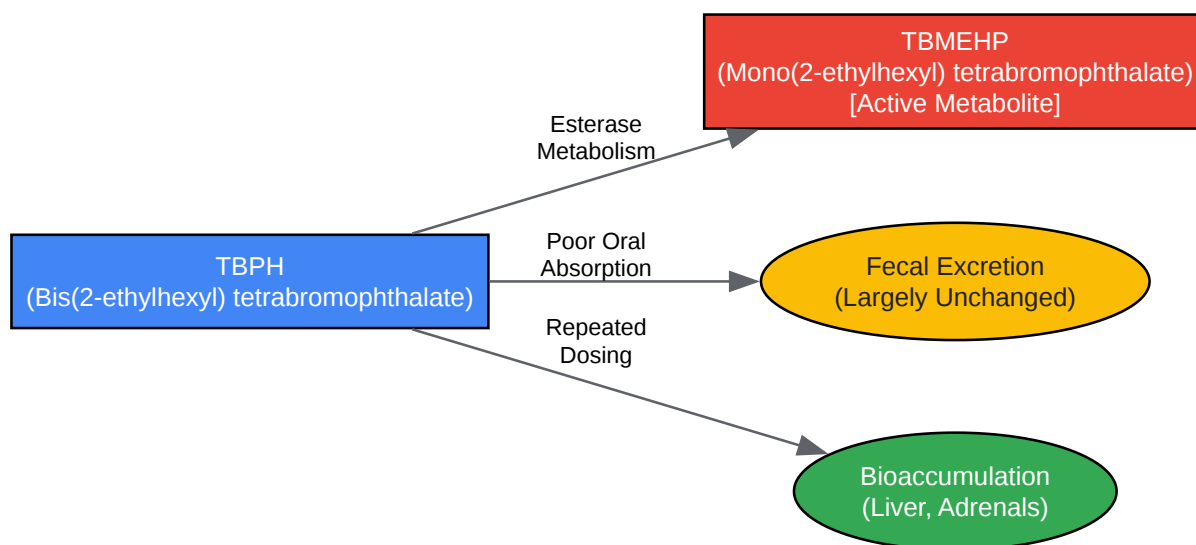 TBMEHP
(Mono(2-ethylhexyl) tetrabromophthalate)
[Active Metabolite]
Esterase
Metabolism
TBPH
(Bis(2-ethylhexyl) tetrabromophthalate)
Poor Oral
Absorption
Fecal Excretion
(Largely Unchanged)
Repeated
Dosing
Bioaccumulation
(Liver, Adrenals)